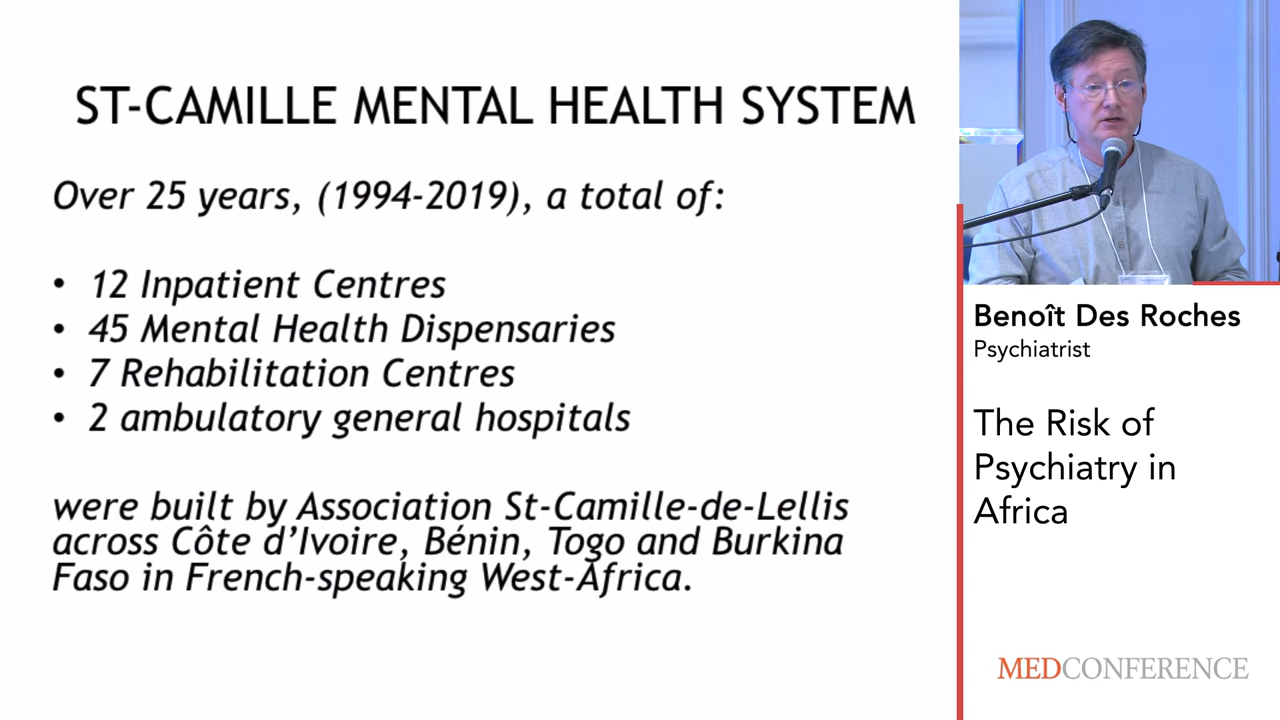 ST-CAMILLE MENTAL HEALTH SYSTEM
Over 25 years, (1994-2019), a total of:
• 12 Inpatient Centres
• 45 Mental Health Dispensaries
• 7 Rehabilitation Centres
• 2 ambulatory general hospitals
were built by Association St-Camille-de-Lellis
across Côte d’Ivoire, Bénin, Togo and Burkina
Faso in French-speaking West-Africa.
Benoît Des Roches
Psychiatrist
The Risk of
Psychiatry in
Africa
MEDCONFERENCE